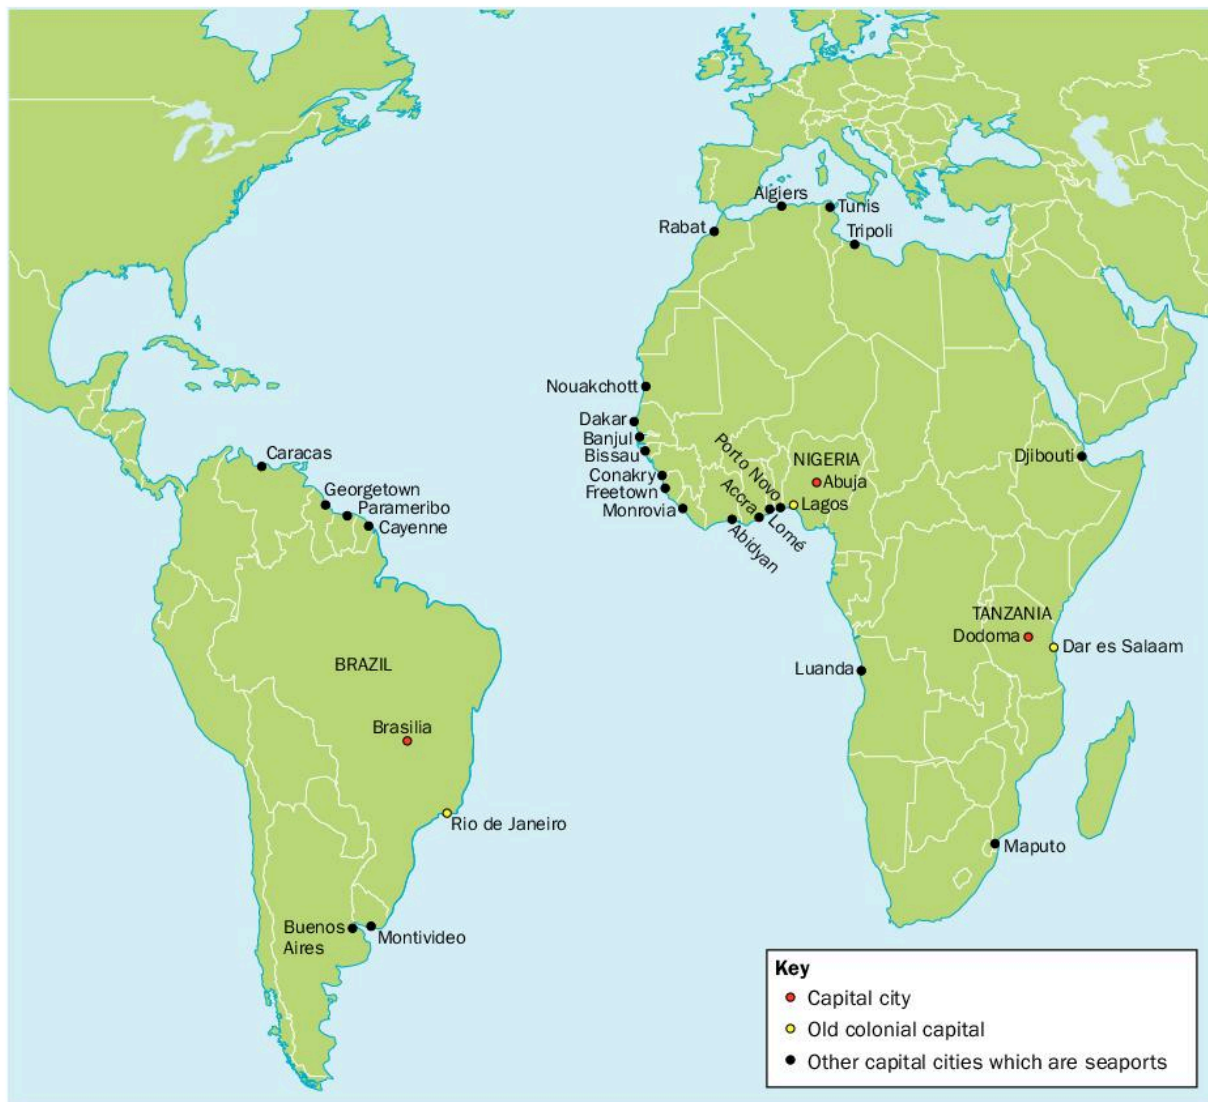 Algiers
Tunis
Rabat
Tripoli
Nouakchott
Dakar
Banjul
Bissau
Conakry
Freetown
Monrovia
Porto Novo
Accra
Lomé
Abidyan
NIGERIA
Abuja
Lagos
Djibouti
Caracas
Georgetown
Parameribo
Cayenne
TANZANIA
Dodoma
Dar es Salaam
Luanda
BRAZIL
Brasilia
Rio de Janeiro
Maputo
Buenos
Aires
Montivideo
Key
Capital city
Old colonial capital
Other capital cities which are seaports